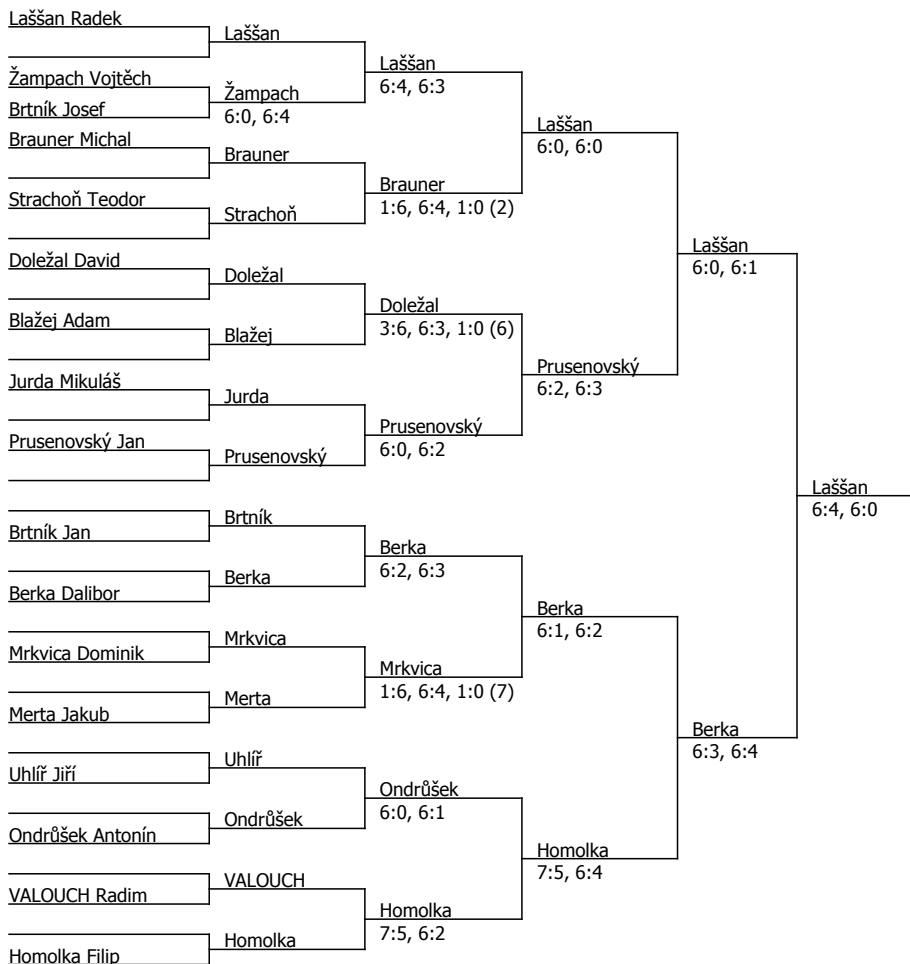 Laššan Radek
Žampach Vojtěch
Brtník Josef
Brauner Michal
Strachoň Teodor
Doležal David
Blažej Adam
Jurda Mikuláš
Prusenovský Jan
Brtník Jan
Berka Dalibor
Mrkvica Dominik
Merta Jakub
Uhlíř Jiří
Ondrůšek Antonín
VALOUCH Radim
Homolka Filip
Laššan
Žampach
6:0, 6:4
Brauner
Strachoň
Doležal
Blažej
Jurda
Prusenovský
Brtník
Berka
Mrkvica
Merta
Uhlíř
Ondrůšek
VALOUCH
Homolka
Laššan
6:4, 6:3
Brauner
1:6, 6:4, 1:0 (2)
Doležal
3:6, 6:3, 1:0 (6)
Prusenovský
6:0, 6:2
Berka
6:2, 6:3
Mrkvica
1:6, 6:4, 1:0 (7)
Ondrůšek
6:0, 6:1
Homolka
7:5, 6:2
Laššan
6:0, 6:0
Prusenovský
6:2, 6:3
Berka
6:1, 6:2
Homolka
7:5, 6:4
Laššan
6:0, 6:1
Berka
6:3, 6:4
Laššan
6:4, 6:0